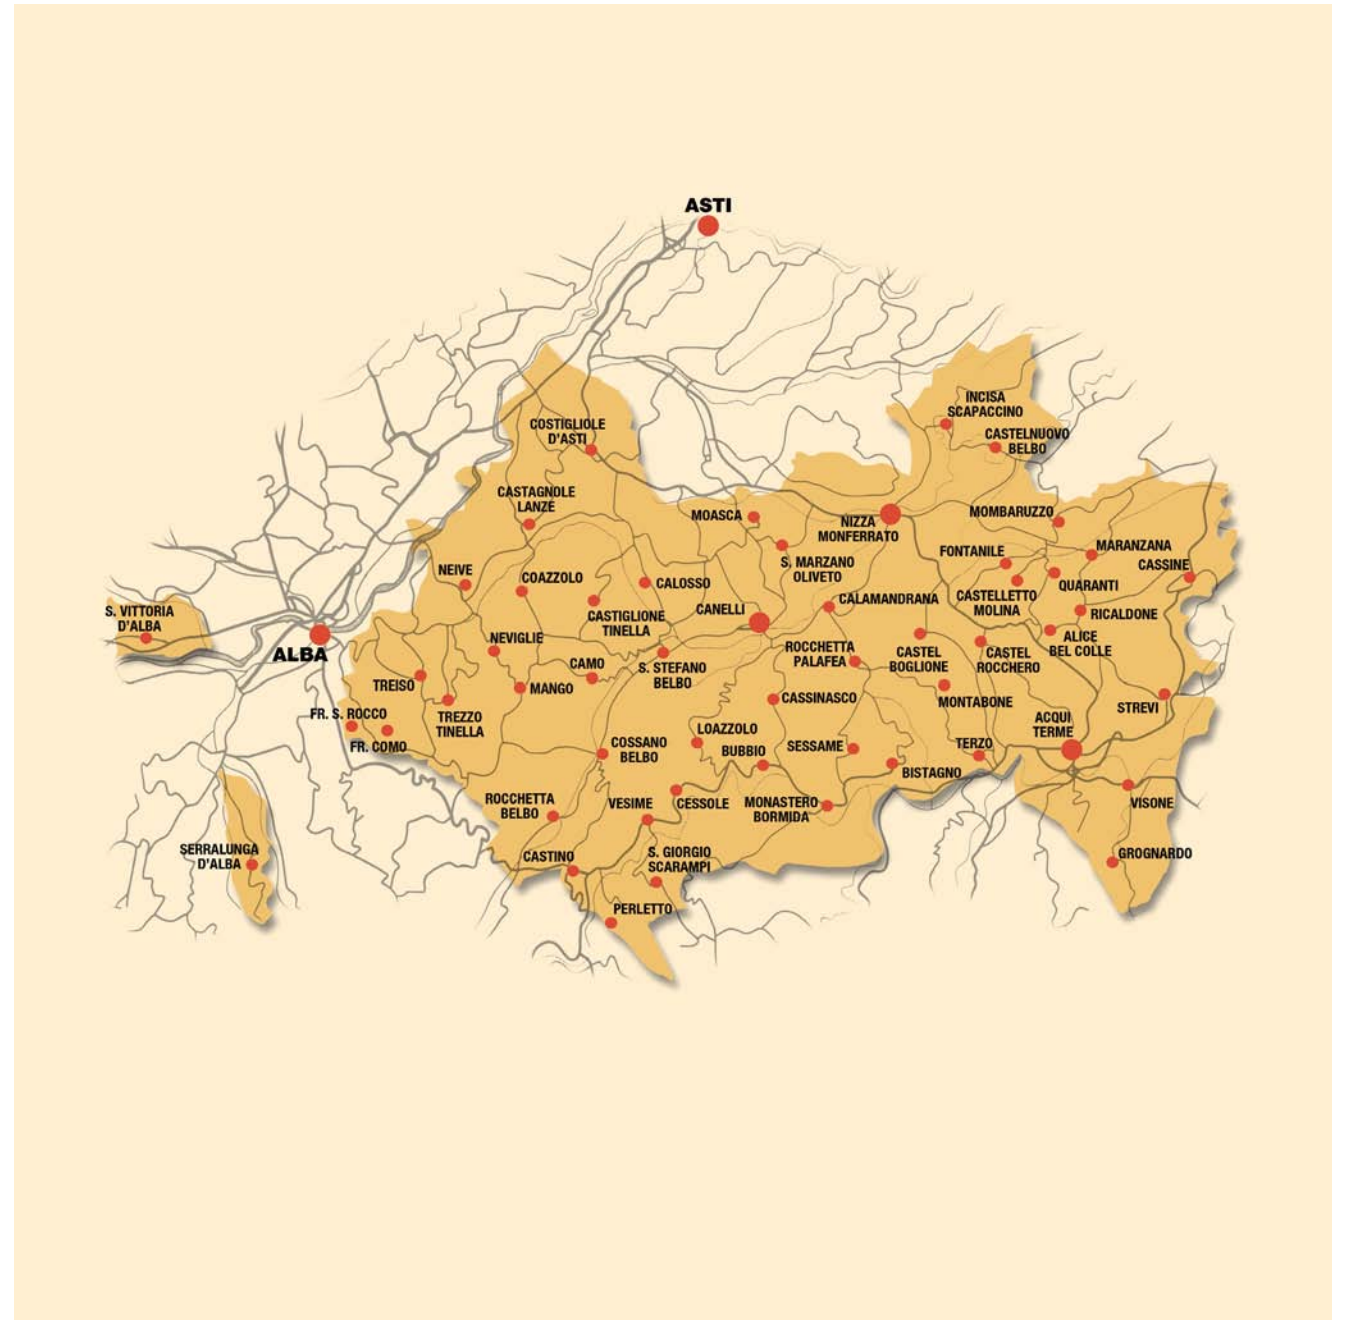 ASTI
INCISA
SCAPACCINO
COSTIGLIOLE
D'ASTI
CASTELNUOVO
BELBO
CASTAGNOLE
LANZE
MOASCA
NIZZA
MONFERRATO
MOMBARUZZO
FONTANILE
MARANZANA
CASSINE
S. MARZANO
OLIVETO
NEIVE
COAZZOLO
CALOSSO
QUARANTI
CASTELLETTO
MOLINA
CALAMANDRANA
S. VITTORIA
D'ALBA
CASTIGLIONE
TINELLA
CANELLI
RICALDONE
ALICE
BEL COLLE
NEVIGLIE
ALBA
ROCCHETTA
PALAFEA
CASTEL
BOGLIONE
CASTEL
ROCCHERO
CAMO
S. STEFANO
BELBO
TREISO
MANGO
CASSINASCO
MONTABONE
STREVI
FR. S. ROCCO
TREZZO
TINELLA
ACQUI
TERME
FR. COMO
COSSANO
BELBO
LOAZZOLO
BUBBIO
SESSAME
TERZO
BISTAGNO
ROCCHETTA
BELBO
VESIME
CESSOLE
MONASTERO
BORMIDA
VISONE
SERRALUNGA
D'ALBA
CASTINO
S. GIORGIO
SCARAMPI
GROGNARDO
PERLETTO